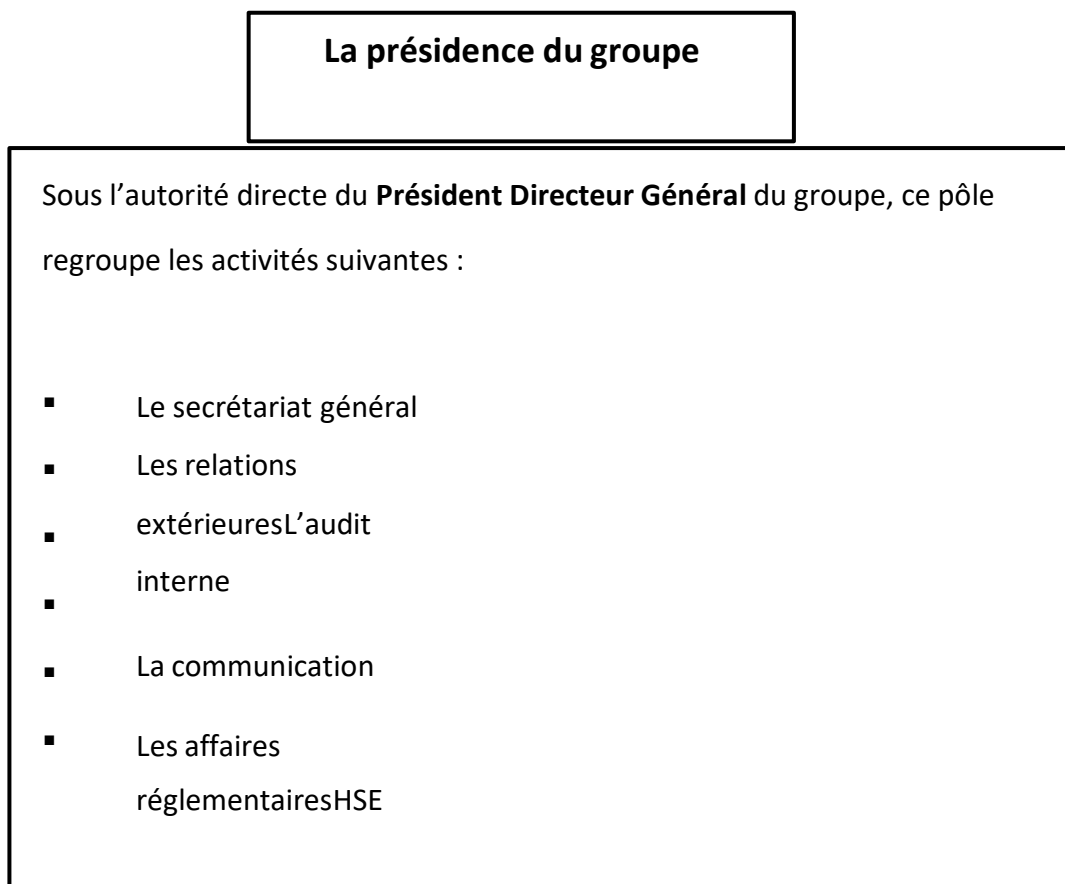 La présidence du groupe
Sous l’autorité directe du Président Directeur Général du groupe, ce pôle
regroupe les activités suivantes :
▪ Le secrétariat général
▪ Les relations
▪ extérieuresL’audit
interne
▪
▪ La communication
▪ Les affaires
réglementairesHSE